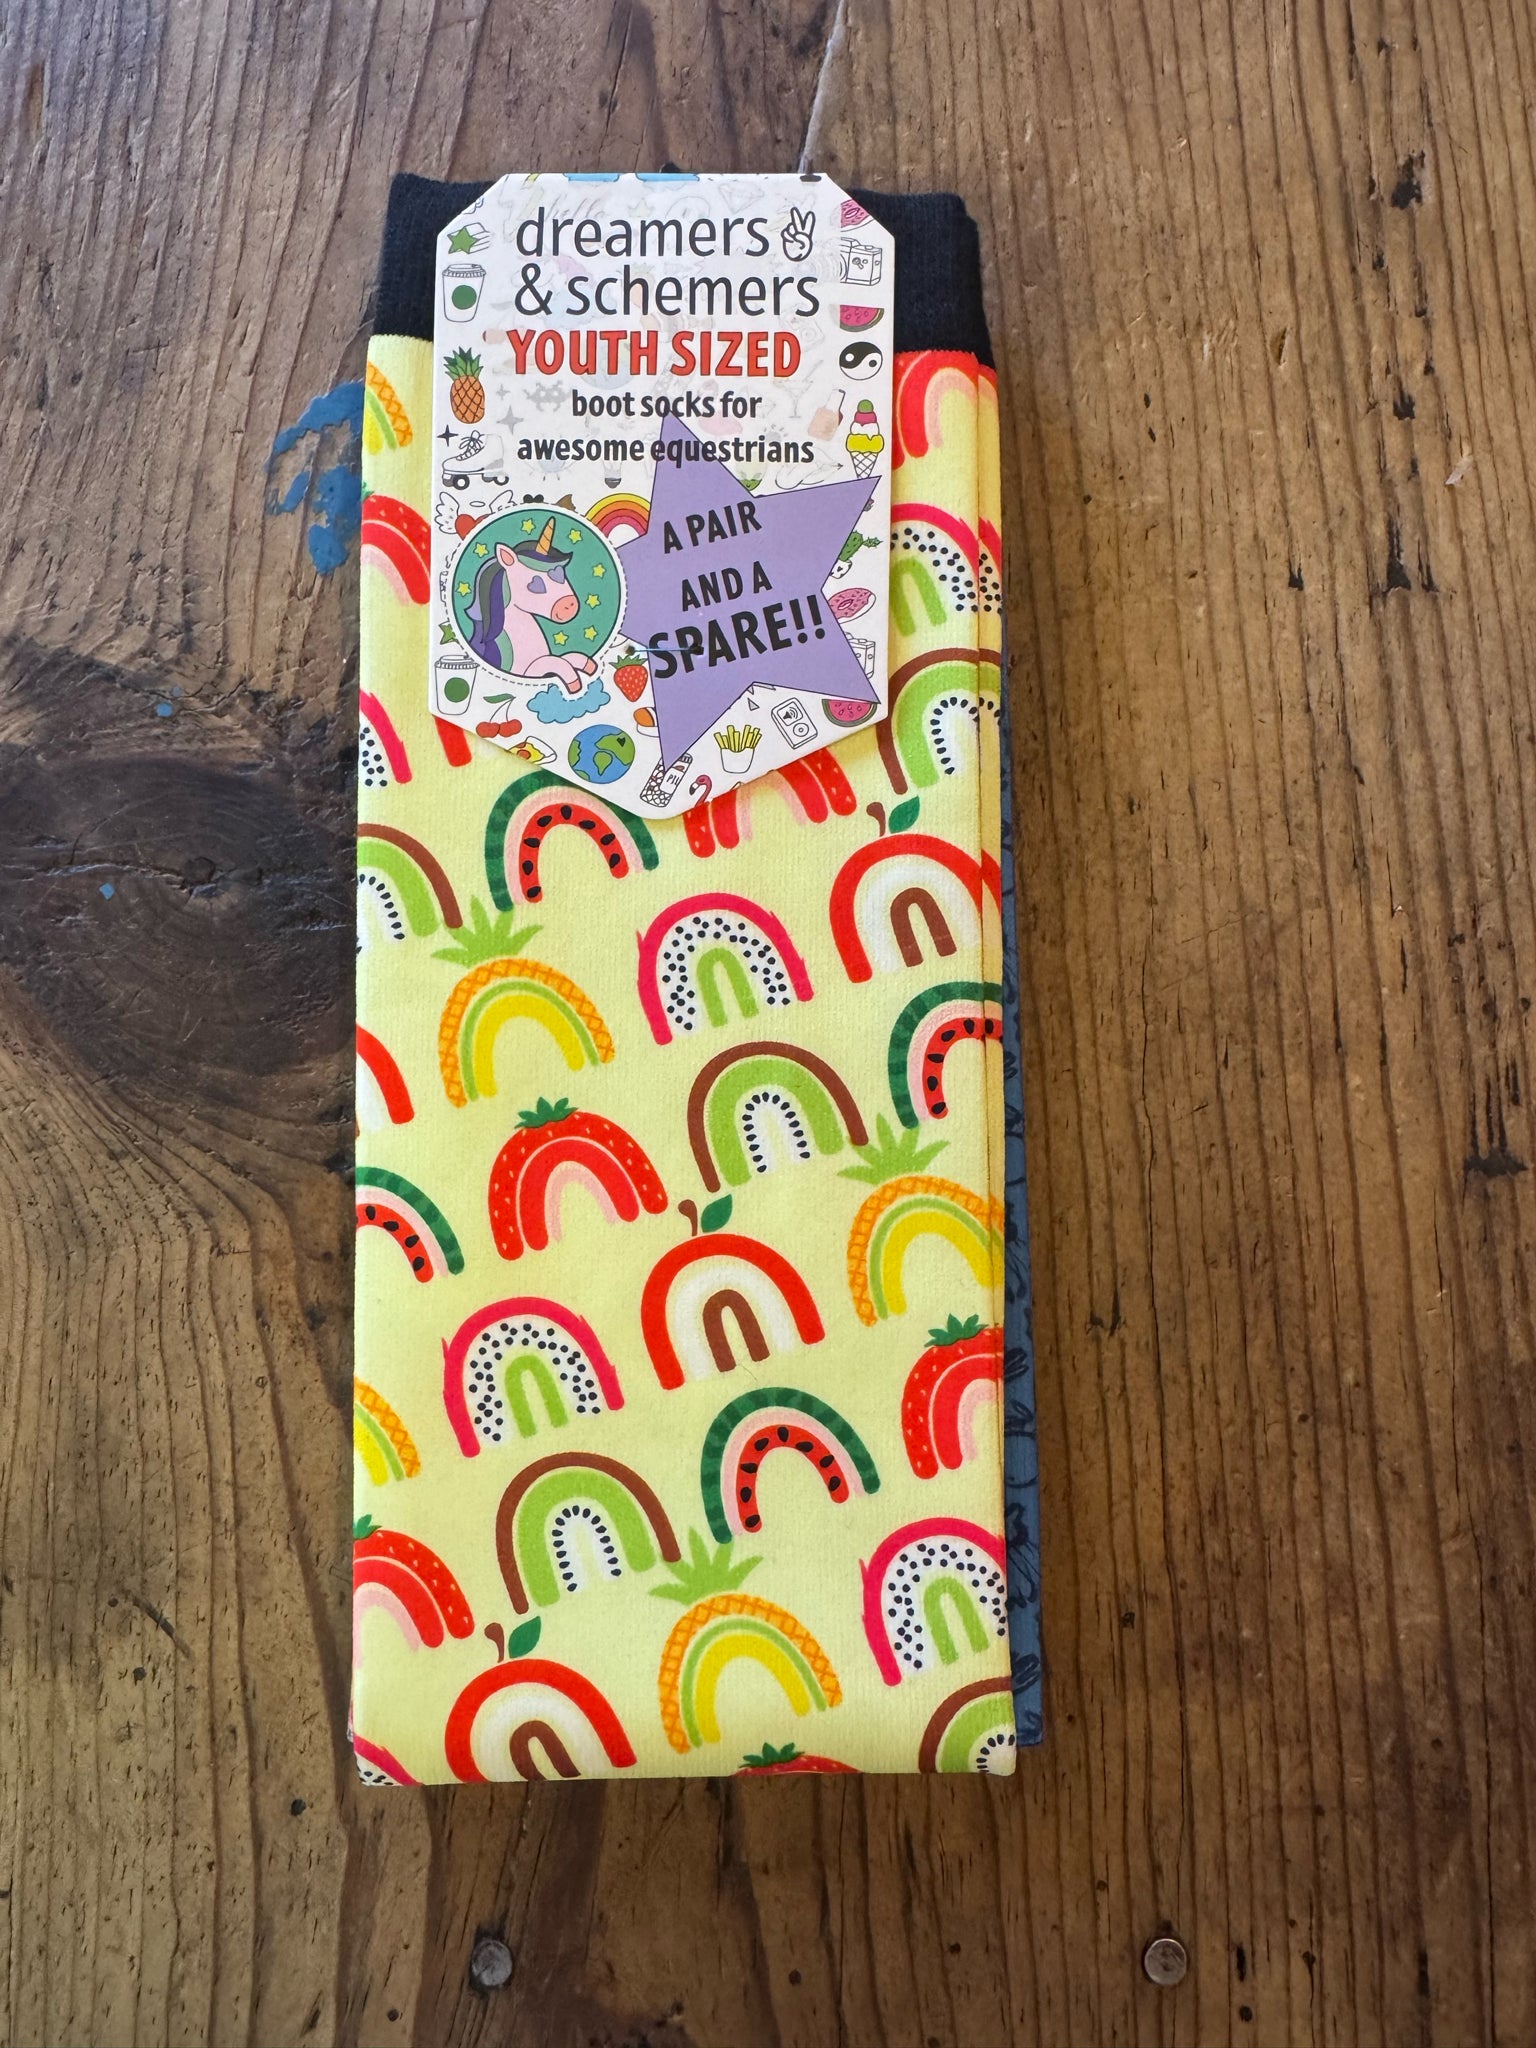 dreamers
& schemers
YOUTH SIZED
boot socks for
awesome equestrians
A PAIR
AND A
SPARE!!